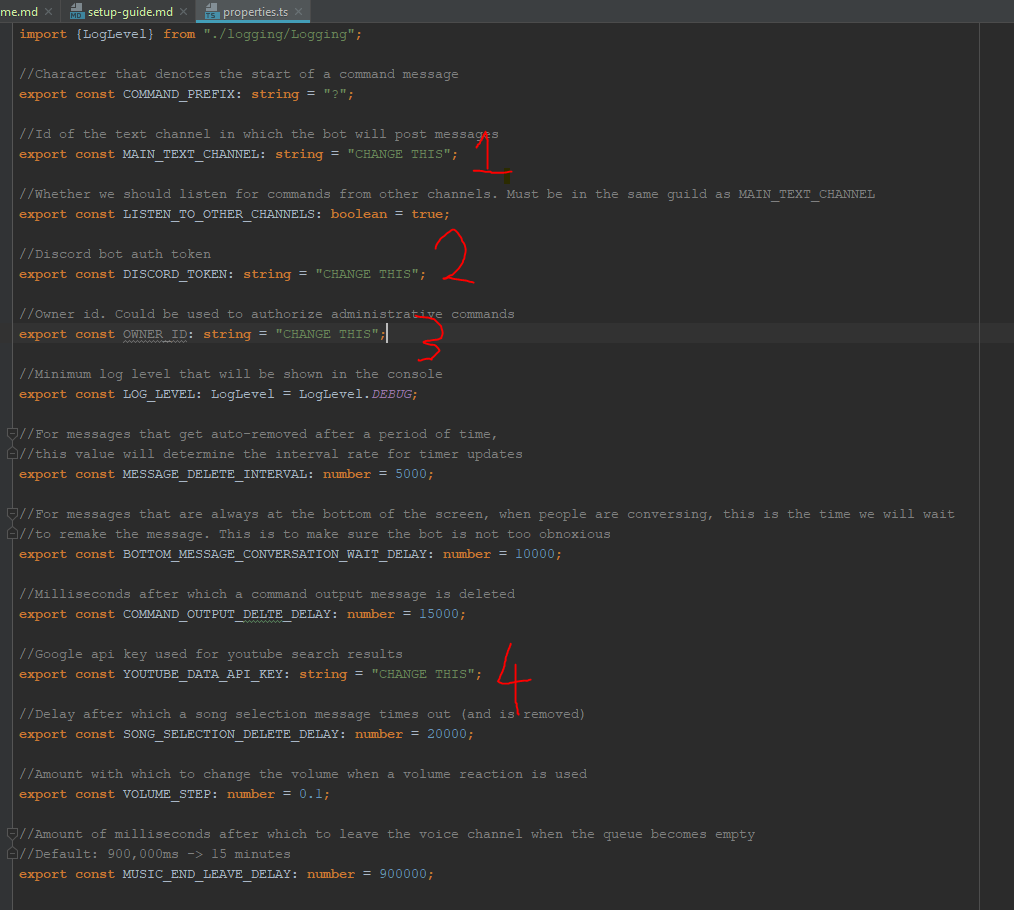 me.md
setup-guide.md
properties.ts
import {LogLevel} from "./logging/Logging";
//Character that denotes the start of a command message
export const COMMAND_PREFIX: string = "?";
//Id of the text channel in which the bot will post messages
export const MAIN_TEXT_CHANNEL: string = "CHANGE THIS"; 1
//Whether we should listen for commands from other channels. Must be in the same guild as MAIN_TEXT_CHANNEL
export const LISTEN_TO_OTHER_CHANNELS: boolean = true;
//Discord bot auth token
export const DISCORD_TOKEN: string = "CHANGE THIS"; 2
//Owner id. Could be used to authorize administrative commands
export const OWNER_ID: string = "CHANGE THIS"; 3
//Minimum log level that will be shown in the console
export const LOG_LEVEL: LogLevel = LogLevel.DEBUG;
//For messages that get auto-removed after a period of time,
//this value will determine the interval rate for timer updates
export const MESSAGE_DELETE_INTERVAL: number = 5000;
//For messages that are always at the bottom of the screen, when people are conversing, this is the time we will wait
//to remake the message. This is to make sure the bot is not too obnoxious
export const BOTTOM_MESSAGE_CONVERSATION_WAIT_DELAY: number = 10000;
//Milliseconds after which a command output message is deleted
export const COMMAND_OUTPUT_DELTE_DELAY: number = 15000;
//Google api key used for youtube search results
export const YOUTUBE_DATA_API_KEY: string = "CHANGE THIS"; 4
//Delay after which a song selection message times out (and is removed)
export const SONG_SELECTION_DELETE_DELAY: number = 20000;
//Amount with which to change the volume when a volume reaction is used
export const VOLUME_STEP: number = 0.1;
//Amount of milliseconds after which to leave the voice channel when the queue becomes empty
//Default: 900,000ms -> 15 minutes
export const MUSIC_END_LEAVE_DELAY: number = 900000;